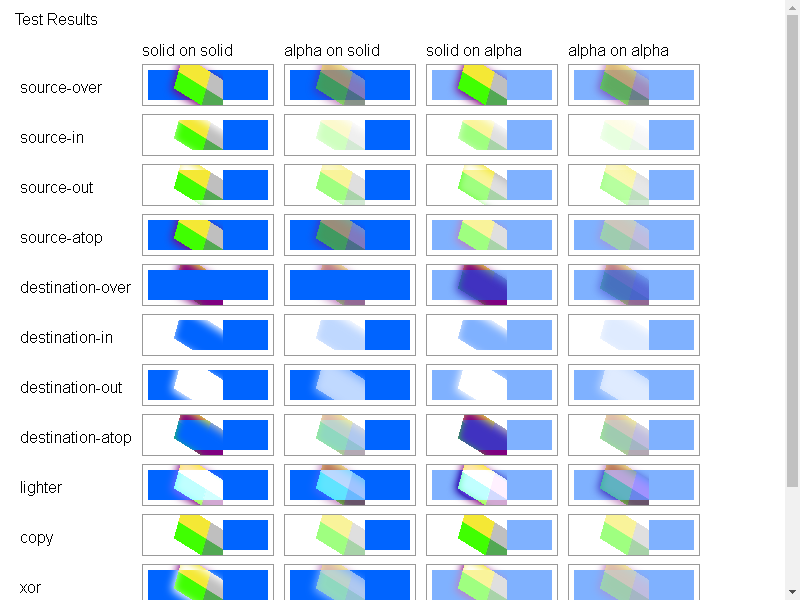 Test Results
solid on solid alpha on solid solid on alpha alpha on alpha
source-over
source-in
source-out
source-atop
destination-over
destination-in
destination-out
destination-atop
lighter
copy
xor